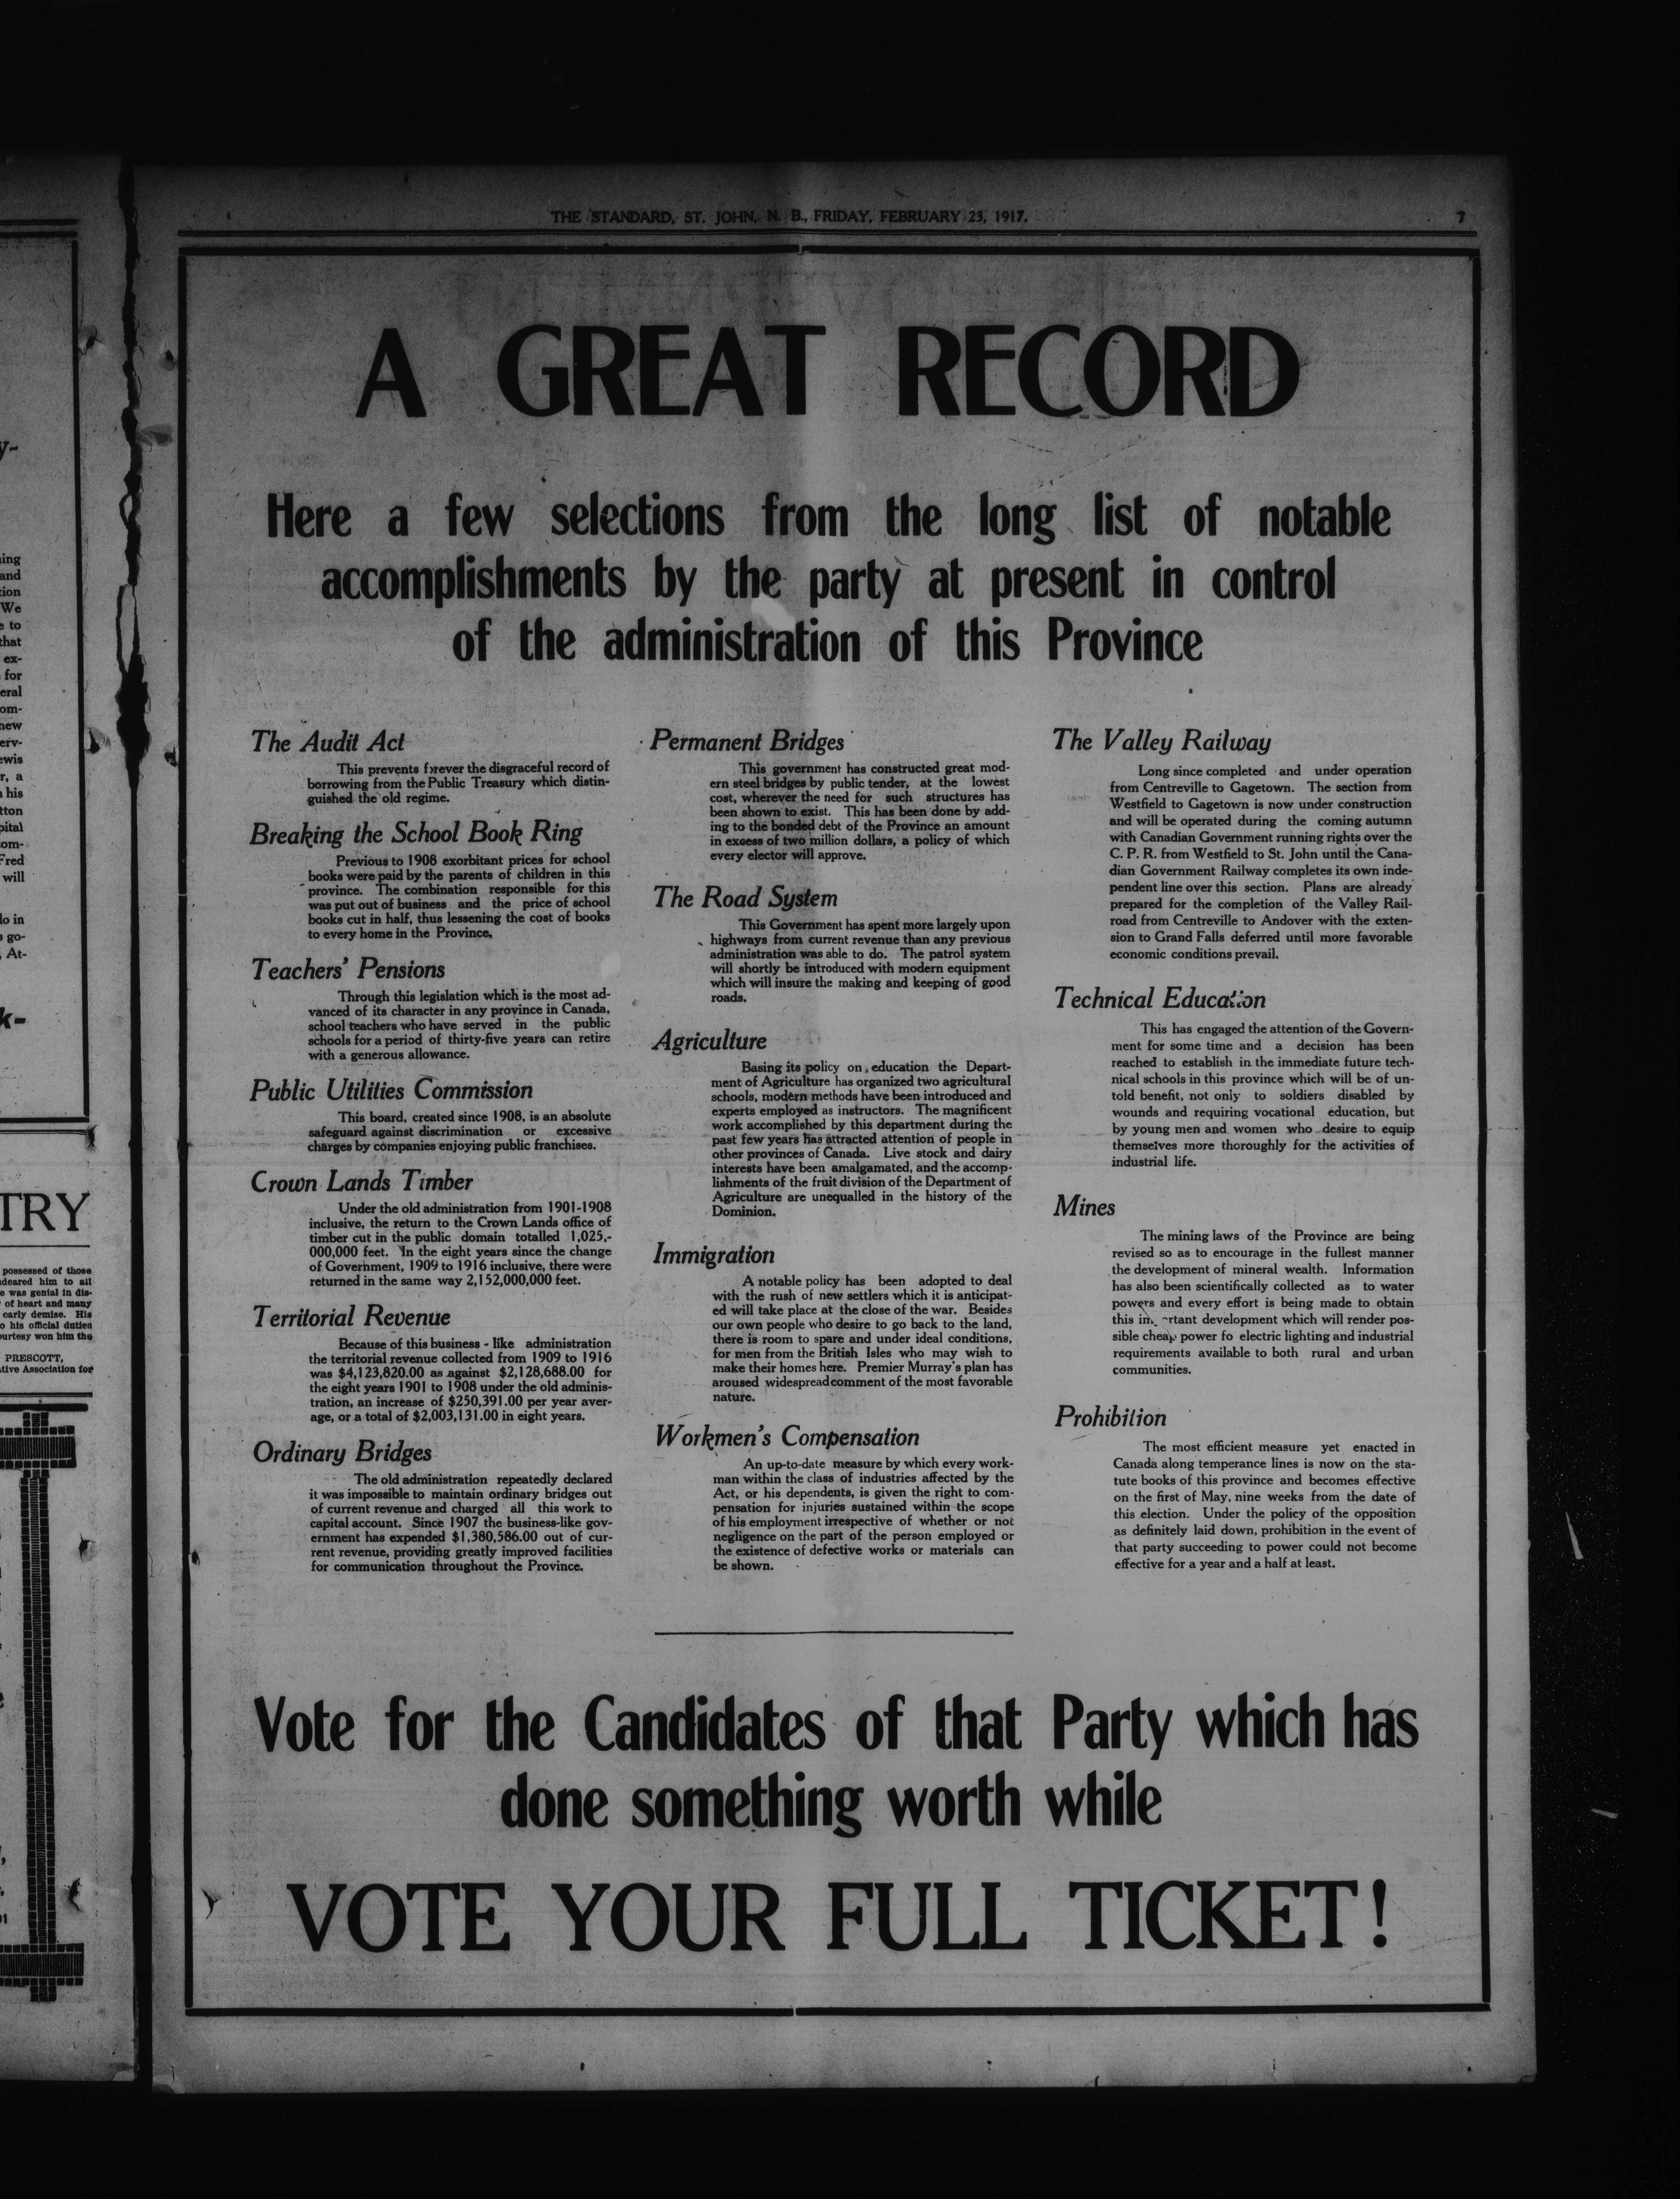 THE STANDARD, ST. JOHN, N. B., FRIDAY, FEBRUARY 23, 1917.
7
A GREAT RECORD
Here a few selections from the long list of notable
accomplishments by the party at present in control
of the administration of this Province
The Audit Act
This prevents forever the disgraceful record of
borrowing from the Public Treasury which distin-
guished the old regime.
Breaking the School Book Ring
Previous to 1908 exorbitant prices for school
books were paid by the parents of children in this
province. The combination responsible for this
was put out of business and the price of school
books cut in half, thus lessening the cost of books
to every home in the Province.
Teachers' Pensions
Through this legislation which is the most ad-
vanced of its character in any province in Canada,
school teachers who have served in the public
schools for a period of thirty-five years can retire
with a generous allowance.
Public Utilities Commission
This board, created since 1908, is an absolute
safeguard against discrimination or excessive
charges by companies enjoying public franchises.
Crown Lands Timber
Under the old administration from 1901-1908
inclusive, the return to the Crown Lands office of
timber cut in the public domain totalled 1,025,-
000,000 feet. In the eight years since the change
of Government, 1909 to 1916 inclusive, there were
returned in the same way 2,152,000,000 feet.
Territorial Revenue
Because of this business - like administration
the territorial revenue collected from 1909 to 1916
was $4,123,820.00 as against $2,128,688.00 for
the eight years 1901 to 1908 under the old adminis-
tration, an increase of $250,391.00 per year aver-
age, or a total of $2,003,131.00 in eight years.
Ordinary Bridges
The old administration repeatedly declared
it was impossible to maintain ordinary bridges out
of current revenue and charged all this work to
capital account. Since 1907 the business-like gov-
ernment has expended $1,380,586.00 out of cur-
rent revenue, providing greatly improved facilities
for communication throughout the Province.
Permanent Bridges
This government has constructed great mod-
ern steel bridges by public tender, at the lowest
cost, wherever the need for such structures has
been shown to exist. This has been done by add-
ing to the bonded debt of the Province an amount
in excess of two million dollars, a policy of which
every elector will approve.
The Road System
This Government has spent more largely upon
highways from current revenue than any previous
administration was able to do. The patrol system
will shortly be introduced with modern equipment
which will insure the making and keeping of good
roads.
Agriculture
Basing its policy on education the Depart-
ment of Agriculture has organized two agricultural
schools, modern methods have been introduced and
experts employed as instructors. The magnificent
work accomplished by this department during the
past few years has attracted attention of people in
other provinces of Canada. Live stock and dairy
interests have been amalgamated, and the accomp-
lishments of the fruit division of the Department of
Agriculture are unequalled in the history of the
Dominion.
Immigration
A notable policy has been adopted to deal
with the rush of new settlers which it is anticipat-
ed will take place at the close of the war. Besides
our own people who desire to go back to the land,
there is room to spare and under ideal conditions,
for men from the British Isles who may wish to
make their homes here. Premier Murray's plan has
aroused widespread comment of the most favorable
nature.
Workmen's Compensation
An up-to-date measure by which every work-
man within the class of industries affected by the
Act, or his dependents, is given the right to com-
pensation for injuries sustained within the scope
of his employment irrespective of whether or not
negligence on the part of the person employed or
the existence of defective works or materials can
be shown.
The Valley Railway
Long since completed and under operation
from Centreville to Gagetown. The section from
Westfield to Gagetown is now under construction
and will be operated during the coming autumn
with Canadian Government running rights over the
C. P. R. from Westfield to St. John until the Cana-
dian Government Railway completes its own inde-
pendent line over this section. Plans are already
prepared for the completion of the Valley Rail-
road from Centreville to Andover with the exten-
sion to Grand Falls deferred until more favorable
economic conditions prevail.
Technical Education
This has engaged the attention of the Govern-
ment for some time and a decision has been
reached to establish in the immediate future tech-
nical schools in this province which will be of un-
told benefit, not only to soldiers disabled by
wounds and requiring vocational education, but
by young men and women who desire to equip
themselves more thoroughly for the activities of
industrial life.
Mines
The mining laws of the Province are being
revised so as to encourage in the fullest manner
the development of mineral wealth. Information
has also been scientifically collected as to water
powers and every effort is being made to obtain
this important development which will render pos-
sible cheap power fo electric lighting and industrial
requirements available to both rural and urban
communities.
Prohibition
The most efficient measure yet enacted in
Canada along temperance lines is now on the sta-
tute books of this province and becomes effective
on the first of May, nine weeks from the date of
this election. Under the policy of the opposition
as definitely laid down, prohibition in the event of
that party succeeding to power could not become
effective for a year and a half at least.
Vote for the Candidates of that Party which has
done something worth while
VOTE YOUR FULL TICKET!
possessed of those
deared him to all
e was genial in dis-
of heart and many
early demise. His
o his official duties
urtesy won him the
PRESCOTT,
tive Association for